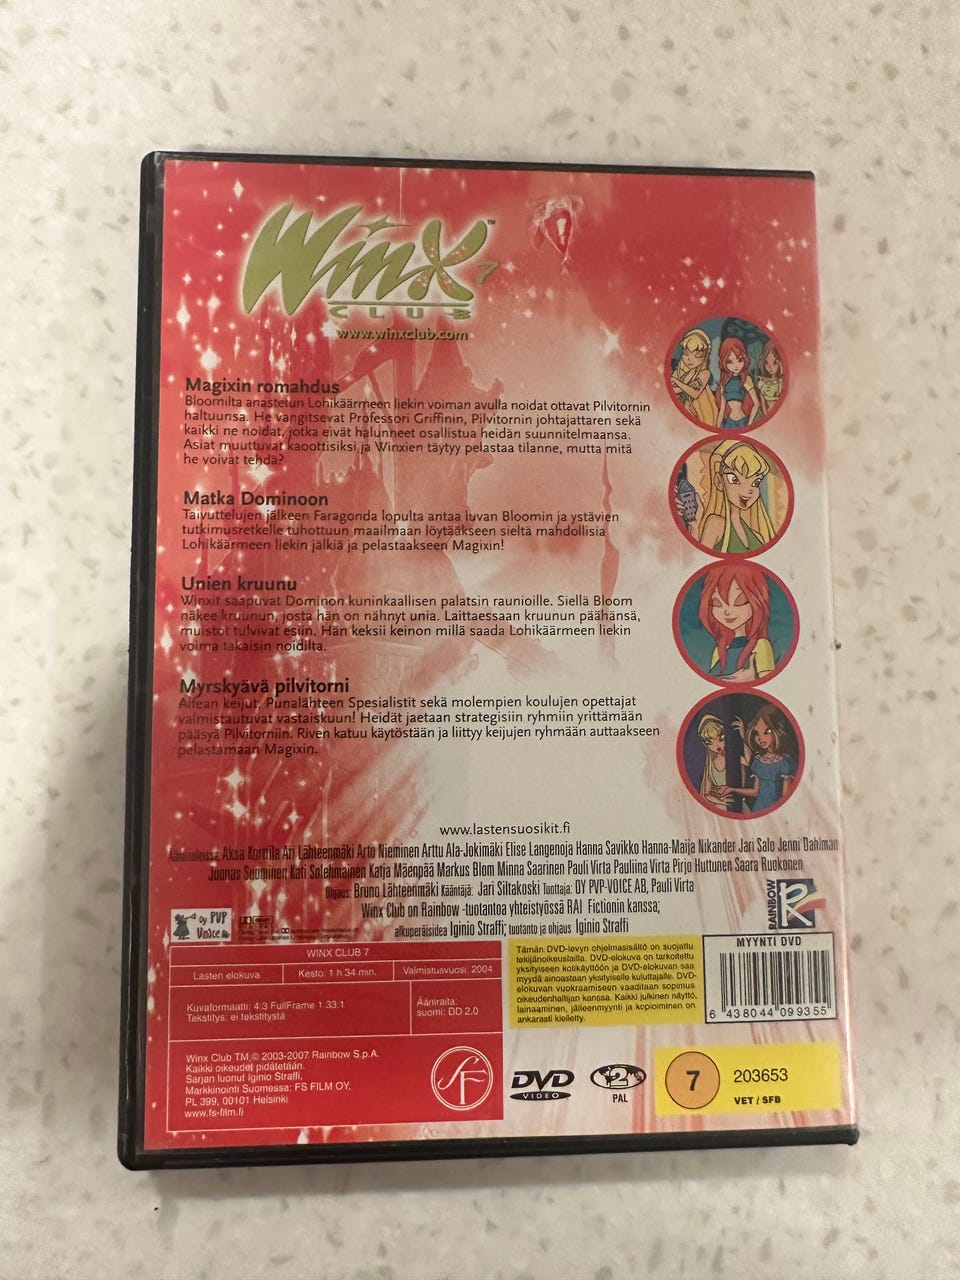 WinX™
7
CLUB
www.winxclub.com
Magixin romahdus
Bloomilta anastetun Lohikäärmeen liekin voiman avulla noidat ottavat Pilvitornin
haltuunsa. He vangitsevat Professori Griffinin, Pilvitornin johtajattaren sekä
kaikki ne noidat, jotka eivät halunneet osallistua heidän suunnitelmaansa.
Asiat muuttuvat kaoottisiksi ja Winxien täytyy pelastaa tilanne, mutta mitä
he voivat tehdä?
Matka Dominoon
Taivuttelujen jälkeen Faragonda lopulta antaa luvan Bloomin ja ystävien
tutkimusretkelle tuhottuun maailmaan löytääkseen sieltä mahdollisia
Lohikäärmeen liekin jälkiä ja pelastaakseen Magixin!
Unien kruunu
Winxit saapuvat Dominon kuninkaallisen palatsin raunioille. Siellä Bloom
näkee kruunun, josta hän on nähnyt unia. Laittaessaan kruunun päähänsä,
muistot tulvivat esiin. Hän keksii keinon millä saada Lohikäärmeen liekin
voima takaisin noidilta.
Myrskyävä pilvitorni
Alfean keijut, Punalähteen Spesialistit sekä molempien koulujen opettajat
valmistautuvat vastaiskuun! Heidät jaetaan strategisiin ryhmiin yrittämään
pääsyä Pilvitorniin. Riven katuu käytöstään ja liittyy keijujen ryhmään auttaakseen
pelastamaan Magixin.
www.lastensuosikit.fi
Ääninrooleissa: Aksa Korttila Ari Lähteenmäki Arto Nieminen Arttu Ala-Jokimäki Elise Langenoja Hanna Savikko Hanna-Maija Nikander Jari Salo Jenni Dahlman
Joonas Suominen Kati Solehmainen Katja Mäenpää Markus Blom Minna Saarinen Pauli Virta Pauliina Virta Pirjo Huttunen Saara Ruokonen
Ohjaus: Bruno Lähteenmäki Kääntäjä: Jari Siltakoski Tuottaja: OY PVP-VOICE AB, Pauli Virta
Winx Club on Rainbow -tuotantoa yhteistyössä RAI Fictionin kanssa;
alkuperäisidea Iginio Straffi; tuotanto ja ohjaus Iginio Straffi
Oy PVP
Voice Ab
RAINBOW
WINX CLUB 7
Lasten elokuva
Kesto: 1 h 34 min.
Valmistusvuosi: 2004
Kuvaformaatti: 4:3 FullFrame 1.33:1
Tekstitys: ei tekstitystä
Ääniraita:
suomi: DD 2.0
Winx Club TM © 2003-2007 Rainbow S.p.A.
Kaikki oikeudet pidätetään.
Sarjan luonut Iginio Straffi.
Markkinointi Suomessa: FS FILM OY.
PL 399, 00101 Helsinki
www.fs-film.fi
SF
Tämän DVD-levyn ohjelmasisältö on suojattu
tekijänoikeuslailla. DVD-elokuva on tarkoitettu
yksityiseen kotikäyttöön ja DVD-elokuvan saa
myydä ainoastaan yksityiselle kuluttajalle. DVD-
elokuvan vuokraamiseen vaaditaan sopimus
oikeudenhaltijan kanssa. Kaikki julkinen näyttö,
lainaaminen, jälleenmyynti ja kopioiminen on
ankarasti kielletty.
MYYNTI DVD
6 438044 099355
DVD
VIDEO
2
PAL
7
203653
VET / SFB